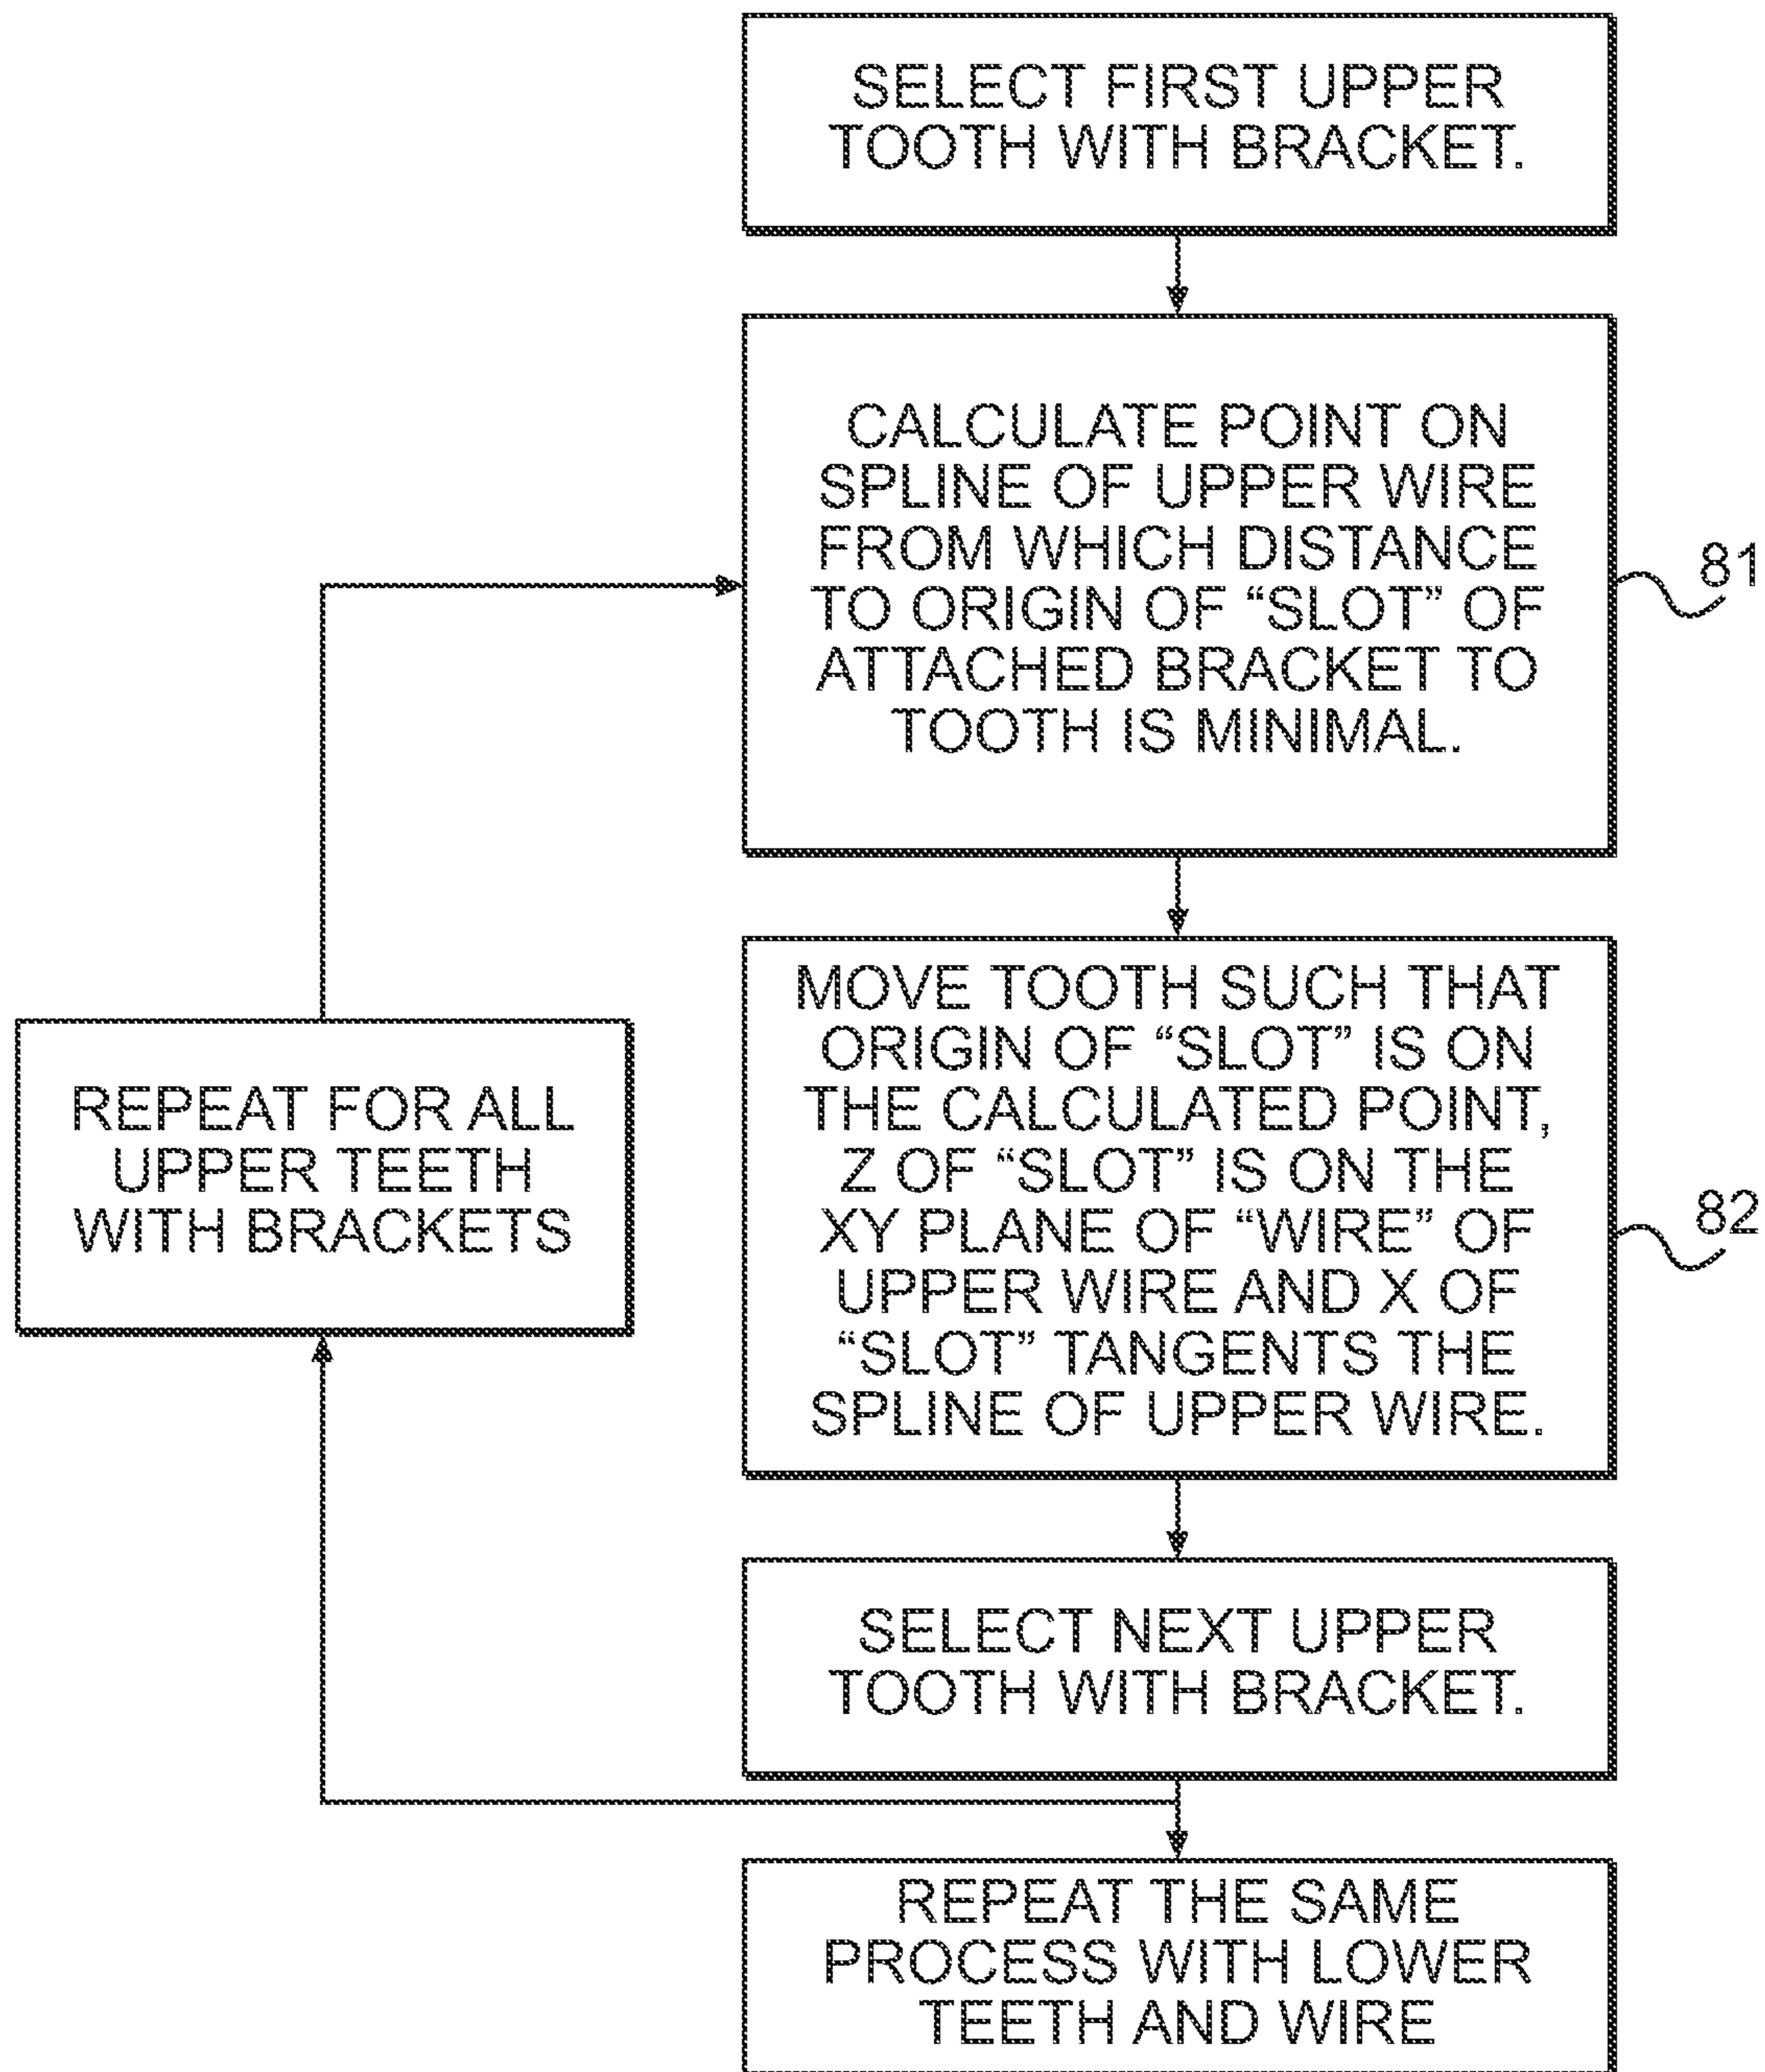 SELECT FIRST UPPER
TOOTH WITH BRACKET.
CALCULATE POINT ON
SPLINE OF UPPER WIRE
FROM WHICH DISTANCE
TO ORIGIN OF “SLOT” OF
ATTACHED BRACKET TO
TOOTH IS MINIMAL.
81
MOVE TOOTH SUCH THAT
ORIGIN OF “SLOT” IS ON
THE CALCULATED POINT,
Z OF “SLOT” IS ON THE
XY PLANE OF “WIRE” OF
UPPER WIRE AND X OF
“SLOT” TANGENTS THE
SPLINE OF UPPER WIRE.
82
REPEAT FOR ALL
UPPER TEETH
WITH BRACKETS
SELECT NEXT UPPER
TOOTH WITH BRACKET.
REPEAT THE SAME
PROCESS WITH LOWER
TEETH AND WIRE